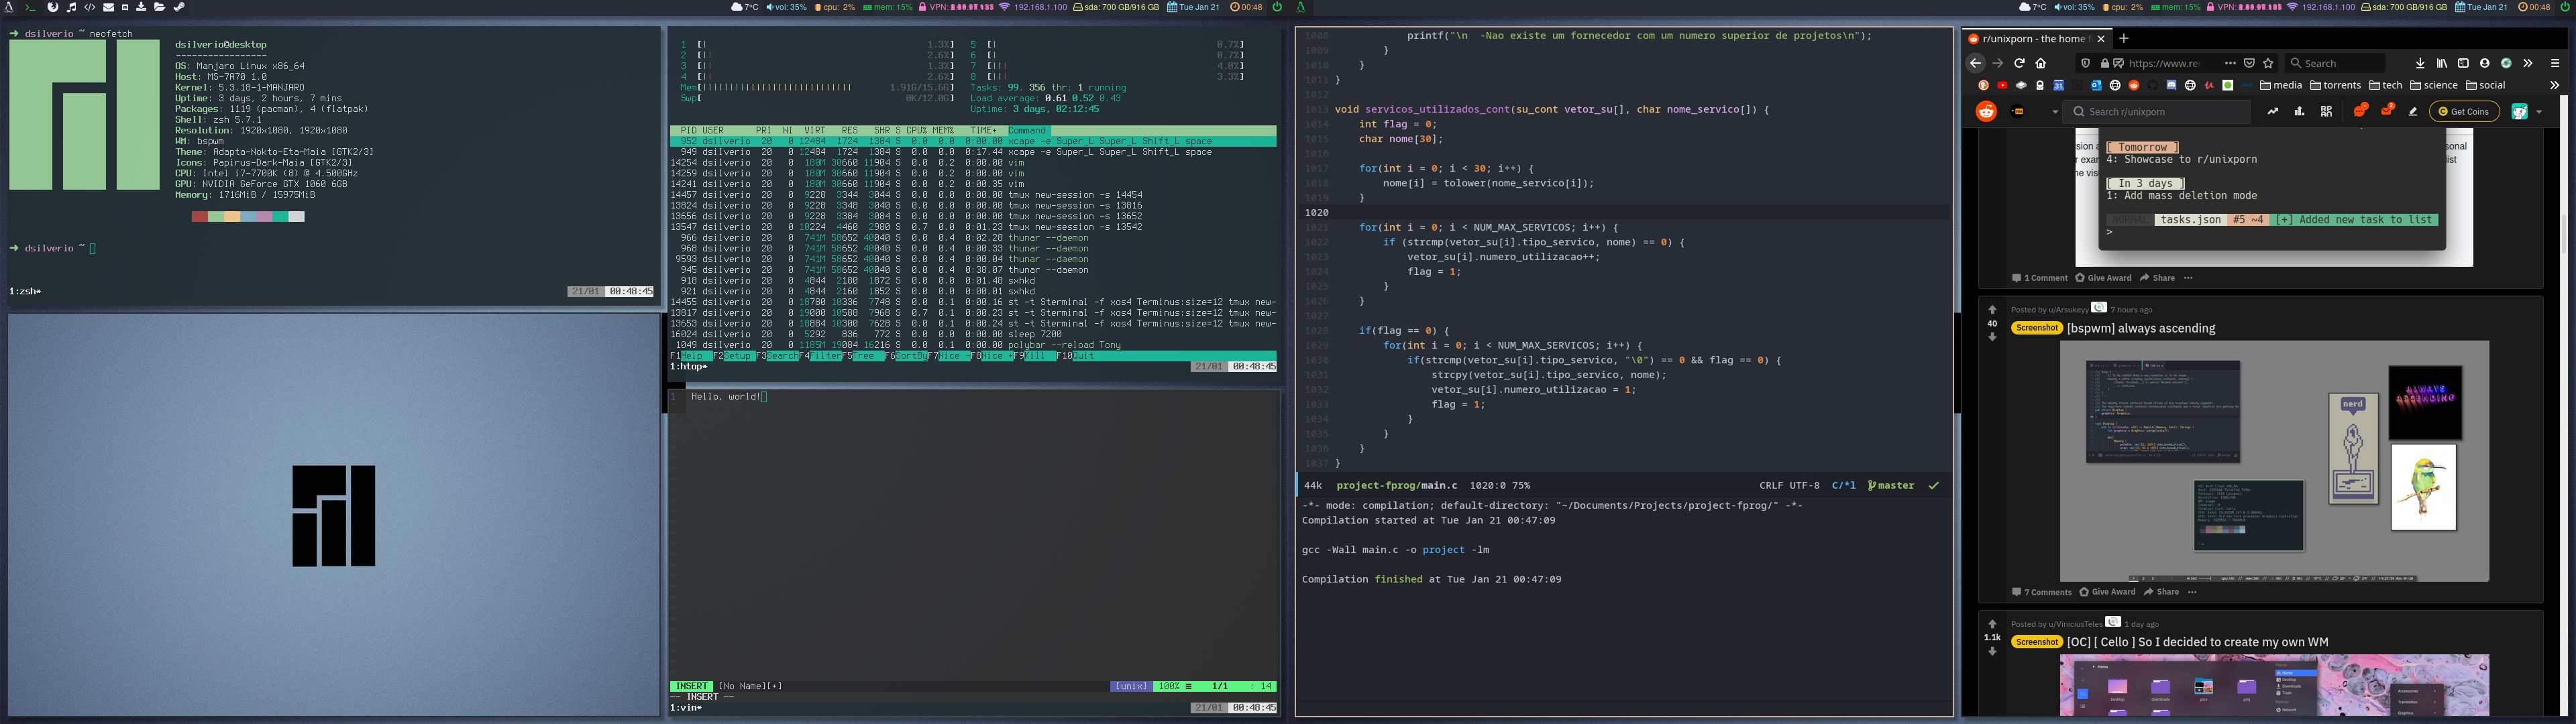 7°C vol: 35% cpu: 2% mem: 15% VPN: 192.168.1.100 sda: 700 GB/916 GB Tue Jan 21 00:48
7°C vol: 35% cpu: 2% mem: 15% VPN: 192.168.1.100 sda: 700 GB/916 GB Tue Jan 21 00:48
➜ dsilverio ~ neofetch
dsilverio@desktop
-----------------
OS: Manjaro Linux x86_64
Host: MS-7A70 1.0
Kernel: 5.3.18-1-MANJARO
Uptime: 3 days, 2 hours, 7 mins
Packages: 1119 (pacman), 4 (flatpak)
Shell: zsh 5.7.1
Resolution: 1920x1080, 1920x1080
WM: bspwm
Theme: Adapta-Nokto-Eta-Maia [GTK2/3]
Icons: Papirus-Dark-Maia [GTK2/3]
CPU: Intel i7-7700K (8) @ 4.500GHz
GPU: NVIDIA GeForce GTX 1060 6GB
Memory: 1716MiB / 15975MiB
➜ dsilverio ~
1:zsh* 21/01 00:48:45
1 [| 1.3%] 5 [| 0.7%]
2 [|| 2.6%] 6 [ ]
3 [|| 1.3%] 7 [||| 4.0%]
4 [|| 2.6%] 8 [||| 3.3%]
Mem[ 1.91G/15.6G] Tasks: 99, 356 thr; 1 running
Swp[ 0K/12.0G] Load average: 0.61 0.52 0.43
Uptime: 3 days, 02:12:45
PID USER PRI NI VIRT RES SHR S CPU% MEM% TIME+ Command
952 dsilverio 20 0 12484 1724 1384 S 0.0 0.0 0:00.00 xcape -e Super_L Super_L Shift_L space
949 dsilverio 20 0 12484 1724 1384 S 0.0 0.0 0:17.44 xcape -e Super_L Super_L Shift_L space
14254 dsilverio 20 0 180M 30660 11904 S 0.0 0.2 0:00.00 vim
14259 dsilverio 20 0 180M 30660 11904 S 0.0 0.2 0:00.00 vim
14241 dsilverio 20 0 180M 30660 11904 S 0.0 0.2 0:00.35 vim
14457 dsilverio 20 0 9228 3344 3044 S 0.0 0.0 0:00.00 tmux new-session -s 14454
13824 dsilverio 20 0 9228 3348 3048 S 0.0 0.0 0:00.00 tmux new-session -s 13816
13656 dsilverio 20 0 9228 3384 3084 S 0.0 0.0 0:00.00 tmux new-session -s 13652
13547 dsilverio 20 0 10224 4460 2980 S 0.7 0.0 0:01.23 tmux new-session -s 13542
966 dsilverio 20 0 741M 58652 40040 S 0.0 0.4 0:02.28 thunar --daemon
968 dsilverio 20 0 741M 58652 40040 S 0.0 0.4 0:00.33 thunar --daemon
9593 dsilverio 20 0 741M 58652 40040 S 0.0 0.4 0:00.04 thunar --daemon
945 dsilverio 20 0 741M 58652 40040 S 0.0 0.4 0:38.07 thunar --daemon
918 dsilverio 20 0 4844 2180 1872 S 0.0 0.0 0:01.48 sxhkd
921 dsilverio 20 0 4844 2160 1852 S 0.0 0.0 0:00.01 sxhkd
14455 dsilverio 20 0 18780 10336 7748 S 0.0 0.1 0:00.16 st -t Sterminal -f xos4 Terminus:size=12 tmux new-
13817 dsilverio 20 0 19000 10588 7968 S 0.7 0.1 0:00.23 st -t Sterminal -f xos4 Terminus:size=12 tmux new-
13653 dsilverio 20 0 18884 10300 7628 S 0.0 0.1 0:00.24 st -t Sterminal -f xos4 Terminus:size=12 tmux new-
16024 dsilverio 20 0 5292 836 772 S 0.0 0.0 0:00.00 sleep 7200
1049 dsilverio 20 0 1185M 19084 16216 S 0.0 0.1 0:00.00 polybar --reload Tony
F1Help F2Setup F3SearchF4FilterF5Tree F6SortByF7Nice -F8Nice +F9Kill F10Quit
1:htop* 21/01 00:48:45
1 Hello, world!
INSERT [No Name][+] [unix] 100% ≡ 1/1 : 14
-- INSERT --
1:vim* 21/01 00:48:45
1008 printf("\n -Nao existe um fornecedor com um numero superior de projetos\n");
1009 }
1010 }
1011 }
1012
1013 void servicos_utilizados_cont(su_cont vetor_su[], char nome_servico[]) {
1014 int flag = 0;
1015 char nome[30];
1016
1017 for(int i = 0; i < 30; i++) {
1018 nome[i] = tolower(nome_servico[i]);
1019 }
1020
1021 for(int i = 0; i < NUM_MAX_SERVICOS; i++) {
1022 if (strcmp(vetor_su[i].tipo_servico, nome) == 0) {
1023 vetor_su[i].numero_utilizacao++;
1024 flag = 1;
1025 }
1026 }
1027
1028 if(flag == 0) {
1029 for(int i = 0; i < NUM_MAX_SERVICOS; i++) {
1030 if(strcmp(vetor_su[i].tipo_servico, "\0") == 0 && flag == 0) {
1031 strcpy(vetor_su[i].tipo_servico, nome);
1032 vetor_su[i].numero_utilizacao = 1;
1033 flag = 1;
1034 }
1035 }
1036 }
1037 }
44k project-fprog/main.c 1020:0 75% CRLF UTF-8 C/*l master
-*- mode: compilation; default-directory: "~/Documents/Projects/project-fprog/" -*-
Compilation started at Tue Jan 21 00:47:09
gcc -Wall main.c -o project -lm
Compilation finished at Tue Jan 21 00:47:09
r/unixporn - the home f
https://www.re Search
media torrents tech science social
Search r/unixporn Get Coins
[ Tomorrow ]
4: Showcase to r/unixporn
[ In 3 days ]
1: Add mass deletion mode
NORMAL tasks.json #5 ~4 [+] Added new task to list
>
1 Comment Give Award Share
40
Posted by u/Arsukeyy 7 hours ago
Screenshot [bspwm] always ascending
nerd
ALWAYS
ASCENDING
7 Comments Give Award Share
1.1k
Posted by u/ViniciusTeles 1 day ago
Screenshot [OC] [ Cello ] So I decided to create my own WM